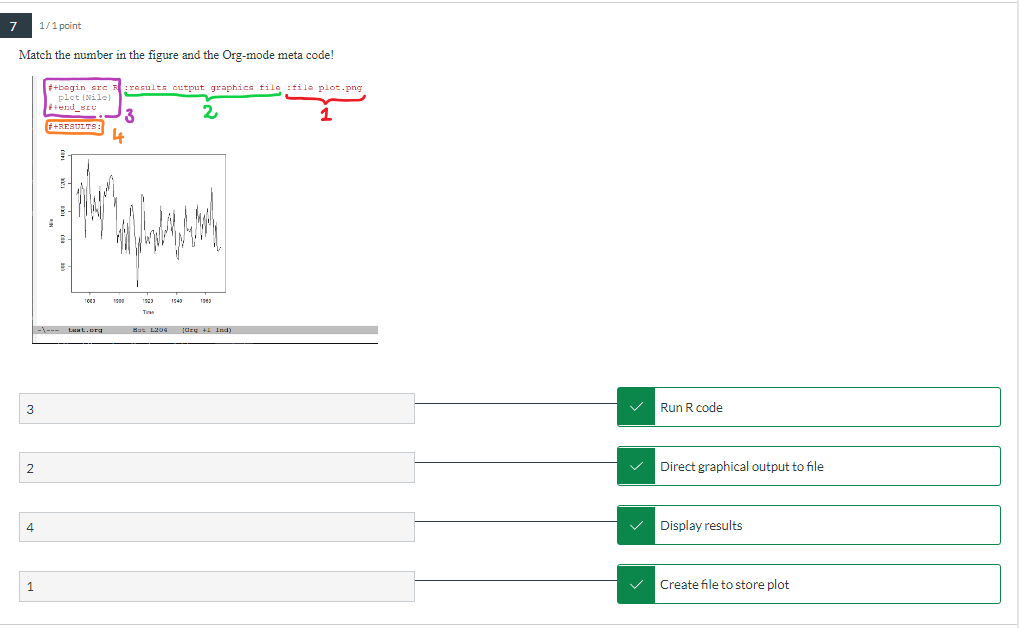 7 1/1 point
Match the number in the figure and the Org-mode meta code!
#+begin_src R :results output graphics file :file plot.png
plot(Nile)
#+end_src
3 2 1
#+RESULTS:
4
1400
1200
1000
Nile
800
600
1880 1900 1920 1940 1960
Time
-\--- test.org Bot L204 (Org +1 Ind)
3 Run R code
2 Direct graphical output to file
4 Display results
1 Create file to store plot